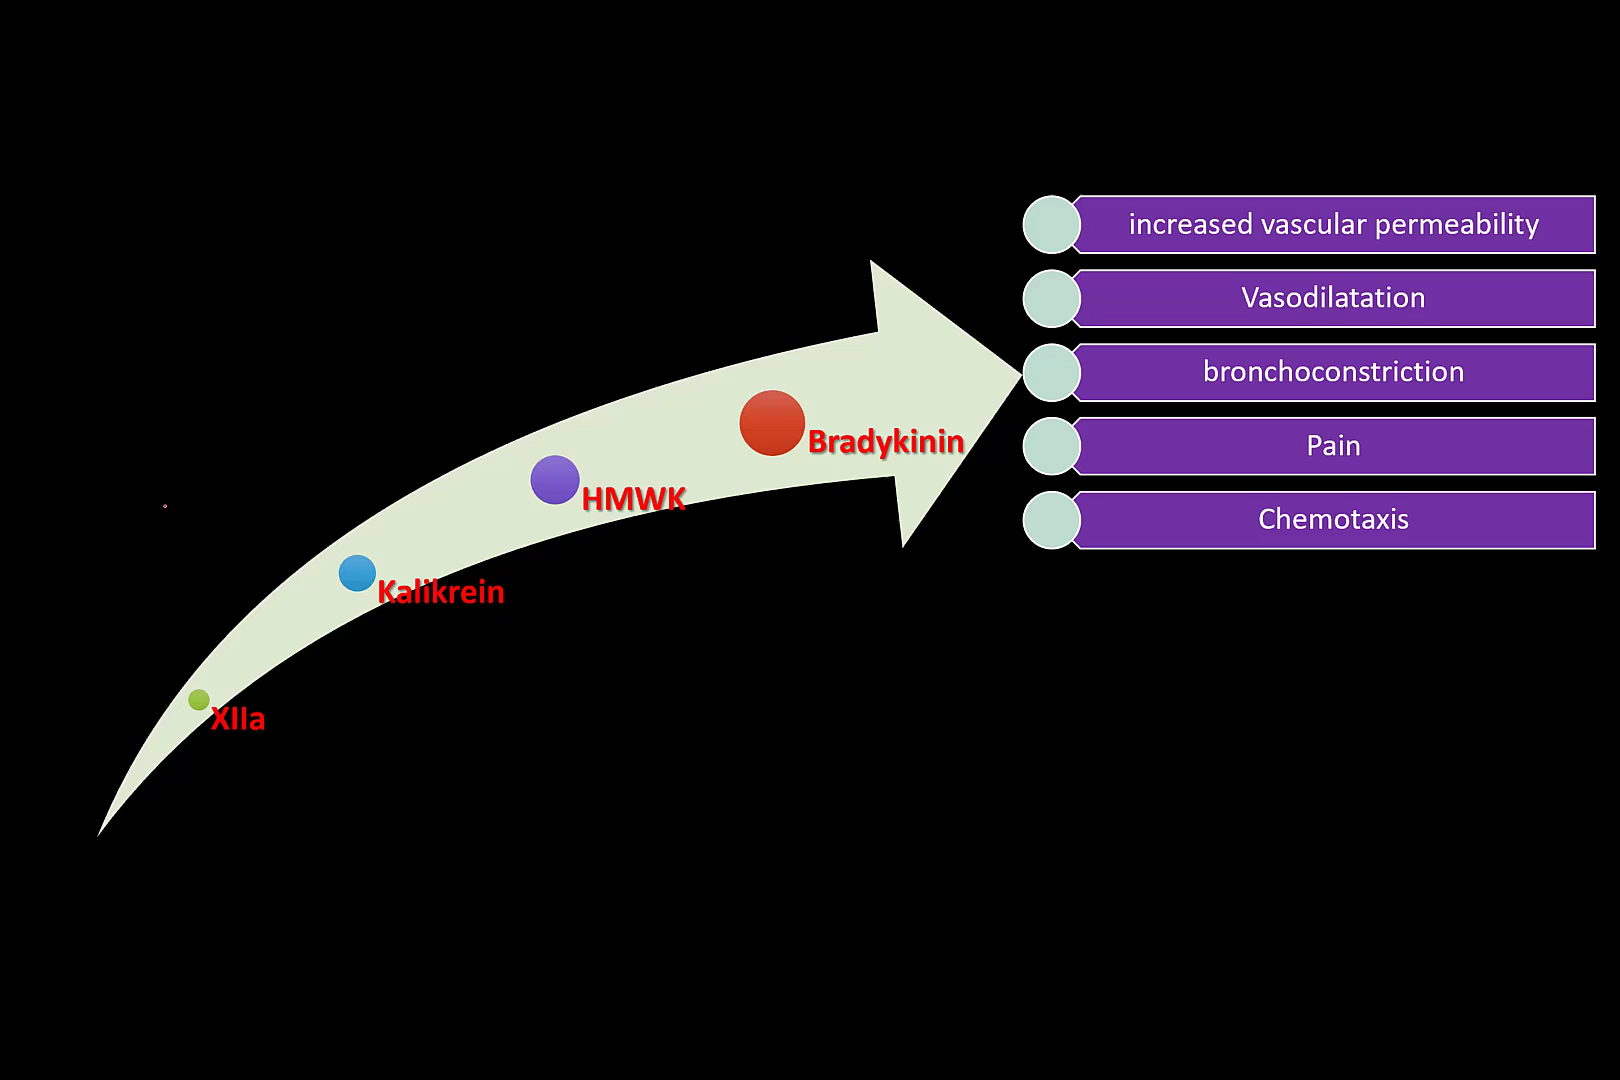 increased vascular permeability
Vasodilatation
bronchoconstriction
Pain
Chemotaxis
Bradykinin
HMWK
Kalikrein
XIIa